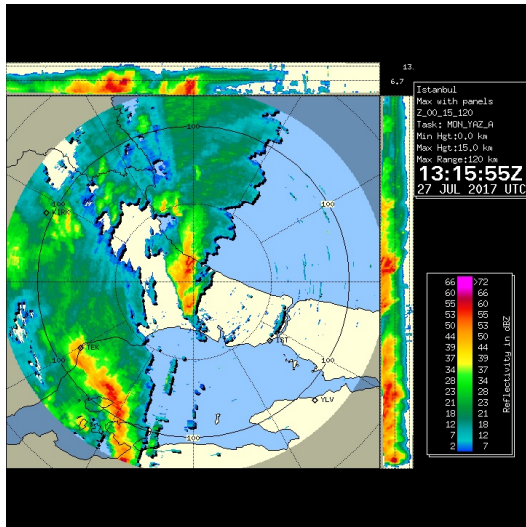 13.
6.7
Istanbul
Max with panels
Z_00_15_120
Task: MON_YAZ_A
Min Hgt:0.0 km
Max Hgt:15.0 km
Max Range:120 km
13:15:55Z
27 JUL 2017 UTC
100
100
100
KIRK
TEK
100
IST
100
YLV
100
66 >72
60 66
55 60
53 55
50 53
44 50
39 44
37 39
34 37
28 34
23 28
21 23
18 21
12 18
7 12
2 7
Reflectivity in dBZ